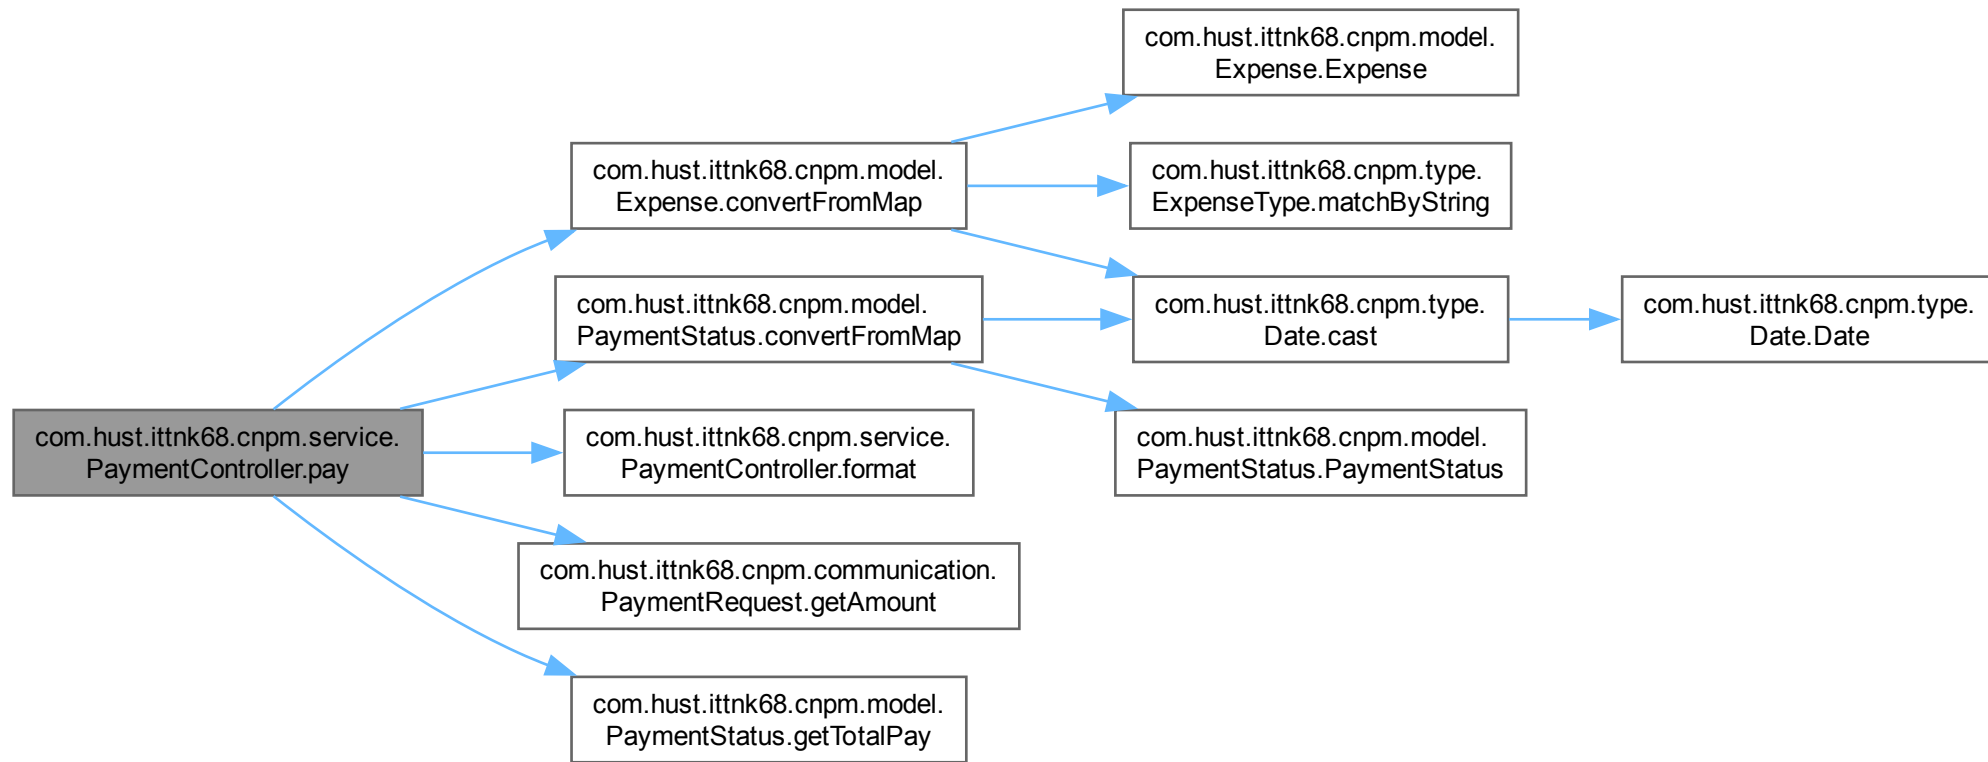 com.hust.ittnk68.cnpm.service.
PaymentController.pay
com.hust.ittnk68.cnpm.model.
Expense.convertFromMap
com.hust.ittnk68.cnpm.model.
PaymentStatus.convertFromMap
com.hust.ittnk68.cnpm.service.
PaymentController.format
com.hust.ittnk68.cnpm.communication.
PaymentRequest.getAmount
com.hust.ittnk68.cnpm.model.
PaymentStatus.getTotalPay
com.hust.ittnk68.cnpm.model.
Expense.Expense
com.hust.ittnk68.cnpm.type.
ExpenseType.matchByString
com.hust.ittnk68.cnpm.type.
Date.cast
com.hust.ittnk68.cnpm.model.
PaymentStatus.PaymentStatus
com.hust.ittnk68.cnpm.type.
Date.Date